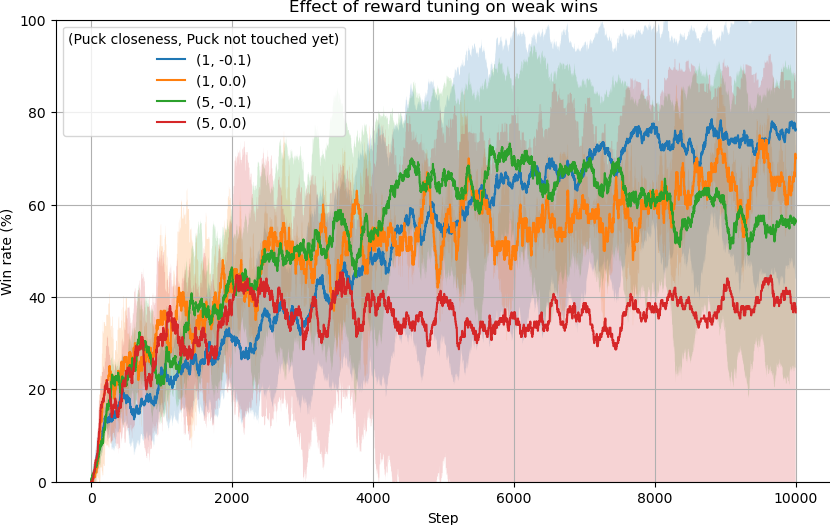 Effect of reward tuning on weak wins
(Puck closeness, Puck not touched yet)
(1, -0.1)
(1, 0.0)
(5, -0.1)
(5, 0.0)
Win rate (%)
100
80
60
40
20
0
0 2000 4000 6000 8000 10000
Step